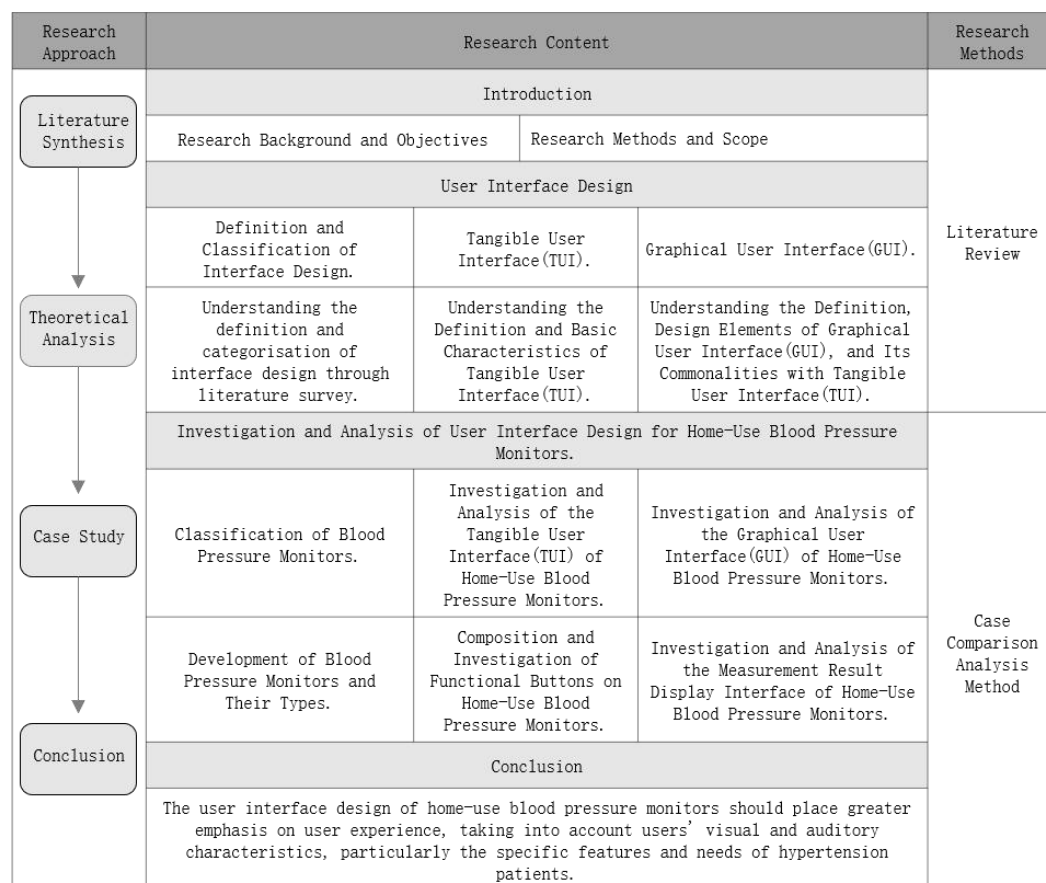 Research
Approach
Research Content
Research
Methods
Literature
Synthesis
Theoretical
Analysis
Case Study
Conclusion
Introduction
Research Background and Objectives
Research Methods and Scope
User Interface Design
Definition and
Classification of
Interface Design.
Tangible User
Interface(TUI).
Graphical User Interface(GUI).
Understanding the
definition and
categorisation of
interface design through
literature survey.
Understanding the
Definition and Basic
Characteristics of
Tangible User
Interface(TUI).
Understanding the Definition,
Design Elements of Graphical
User Interface(GUI), and Its
Commonalities with Tangible
User Interface(TUI).
Investigation and Analysis of User Interface Design for Home-Use Blood Pressure
Monitors.
Classification of Blood
Pressure Monitors.
Investigation and
Analysis of the
Tangible User
Interface(TUI) of
Home-Use Blood
Pressure Monitors.
Investigation and Analysis of
the Graphical User
Interface(GUI) of Home-Use
Blood Pressure Monitors.
Development of Blood
Pressure Monitors and
Their Types.
Composition and
Investigation of
Functional Buttons on
Home-Use Blood
Pressure Monitors.
Investigation and Analysis of
the Measurement Result
Display Interface of Home-Use
Blood Pressure Monitors.
Conclusion
The user interface design of home-use blood pressure monitors should place greater
emphasis on user experience, taking into account users' visual and auditory
characteristics, particularly the specific features and needs of hypertension
patients.
Literature
Review
Case
Comparison
Analysis
Method